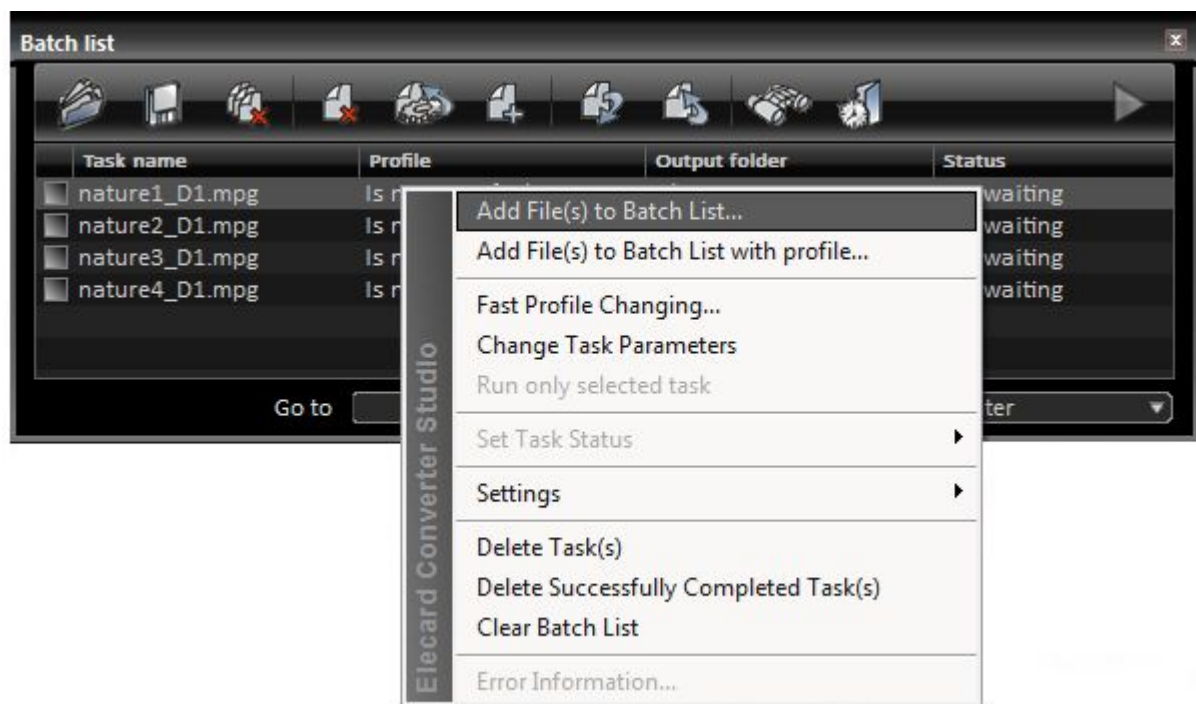 Batch list
Task name Profile Output folder Status
nature1_D1.mpg Is waiting
nature2_D1.mpg Is waiting
nature3_D1.mpg Is waiting
nature4_D1.mpg Is waiting
Go to
Elecard Converter Studio
Add File(s) to Batch List...
Add File(s) to Batch List with profile...
Fast Profile Changing...
Change Task Parameters
Run only selected task
Set Task Status
Settings
Delete Task(s)
Delete Successfully Completed Task(s)
Clear Batch List
Error Information...